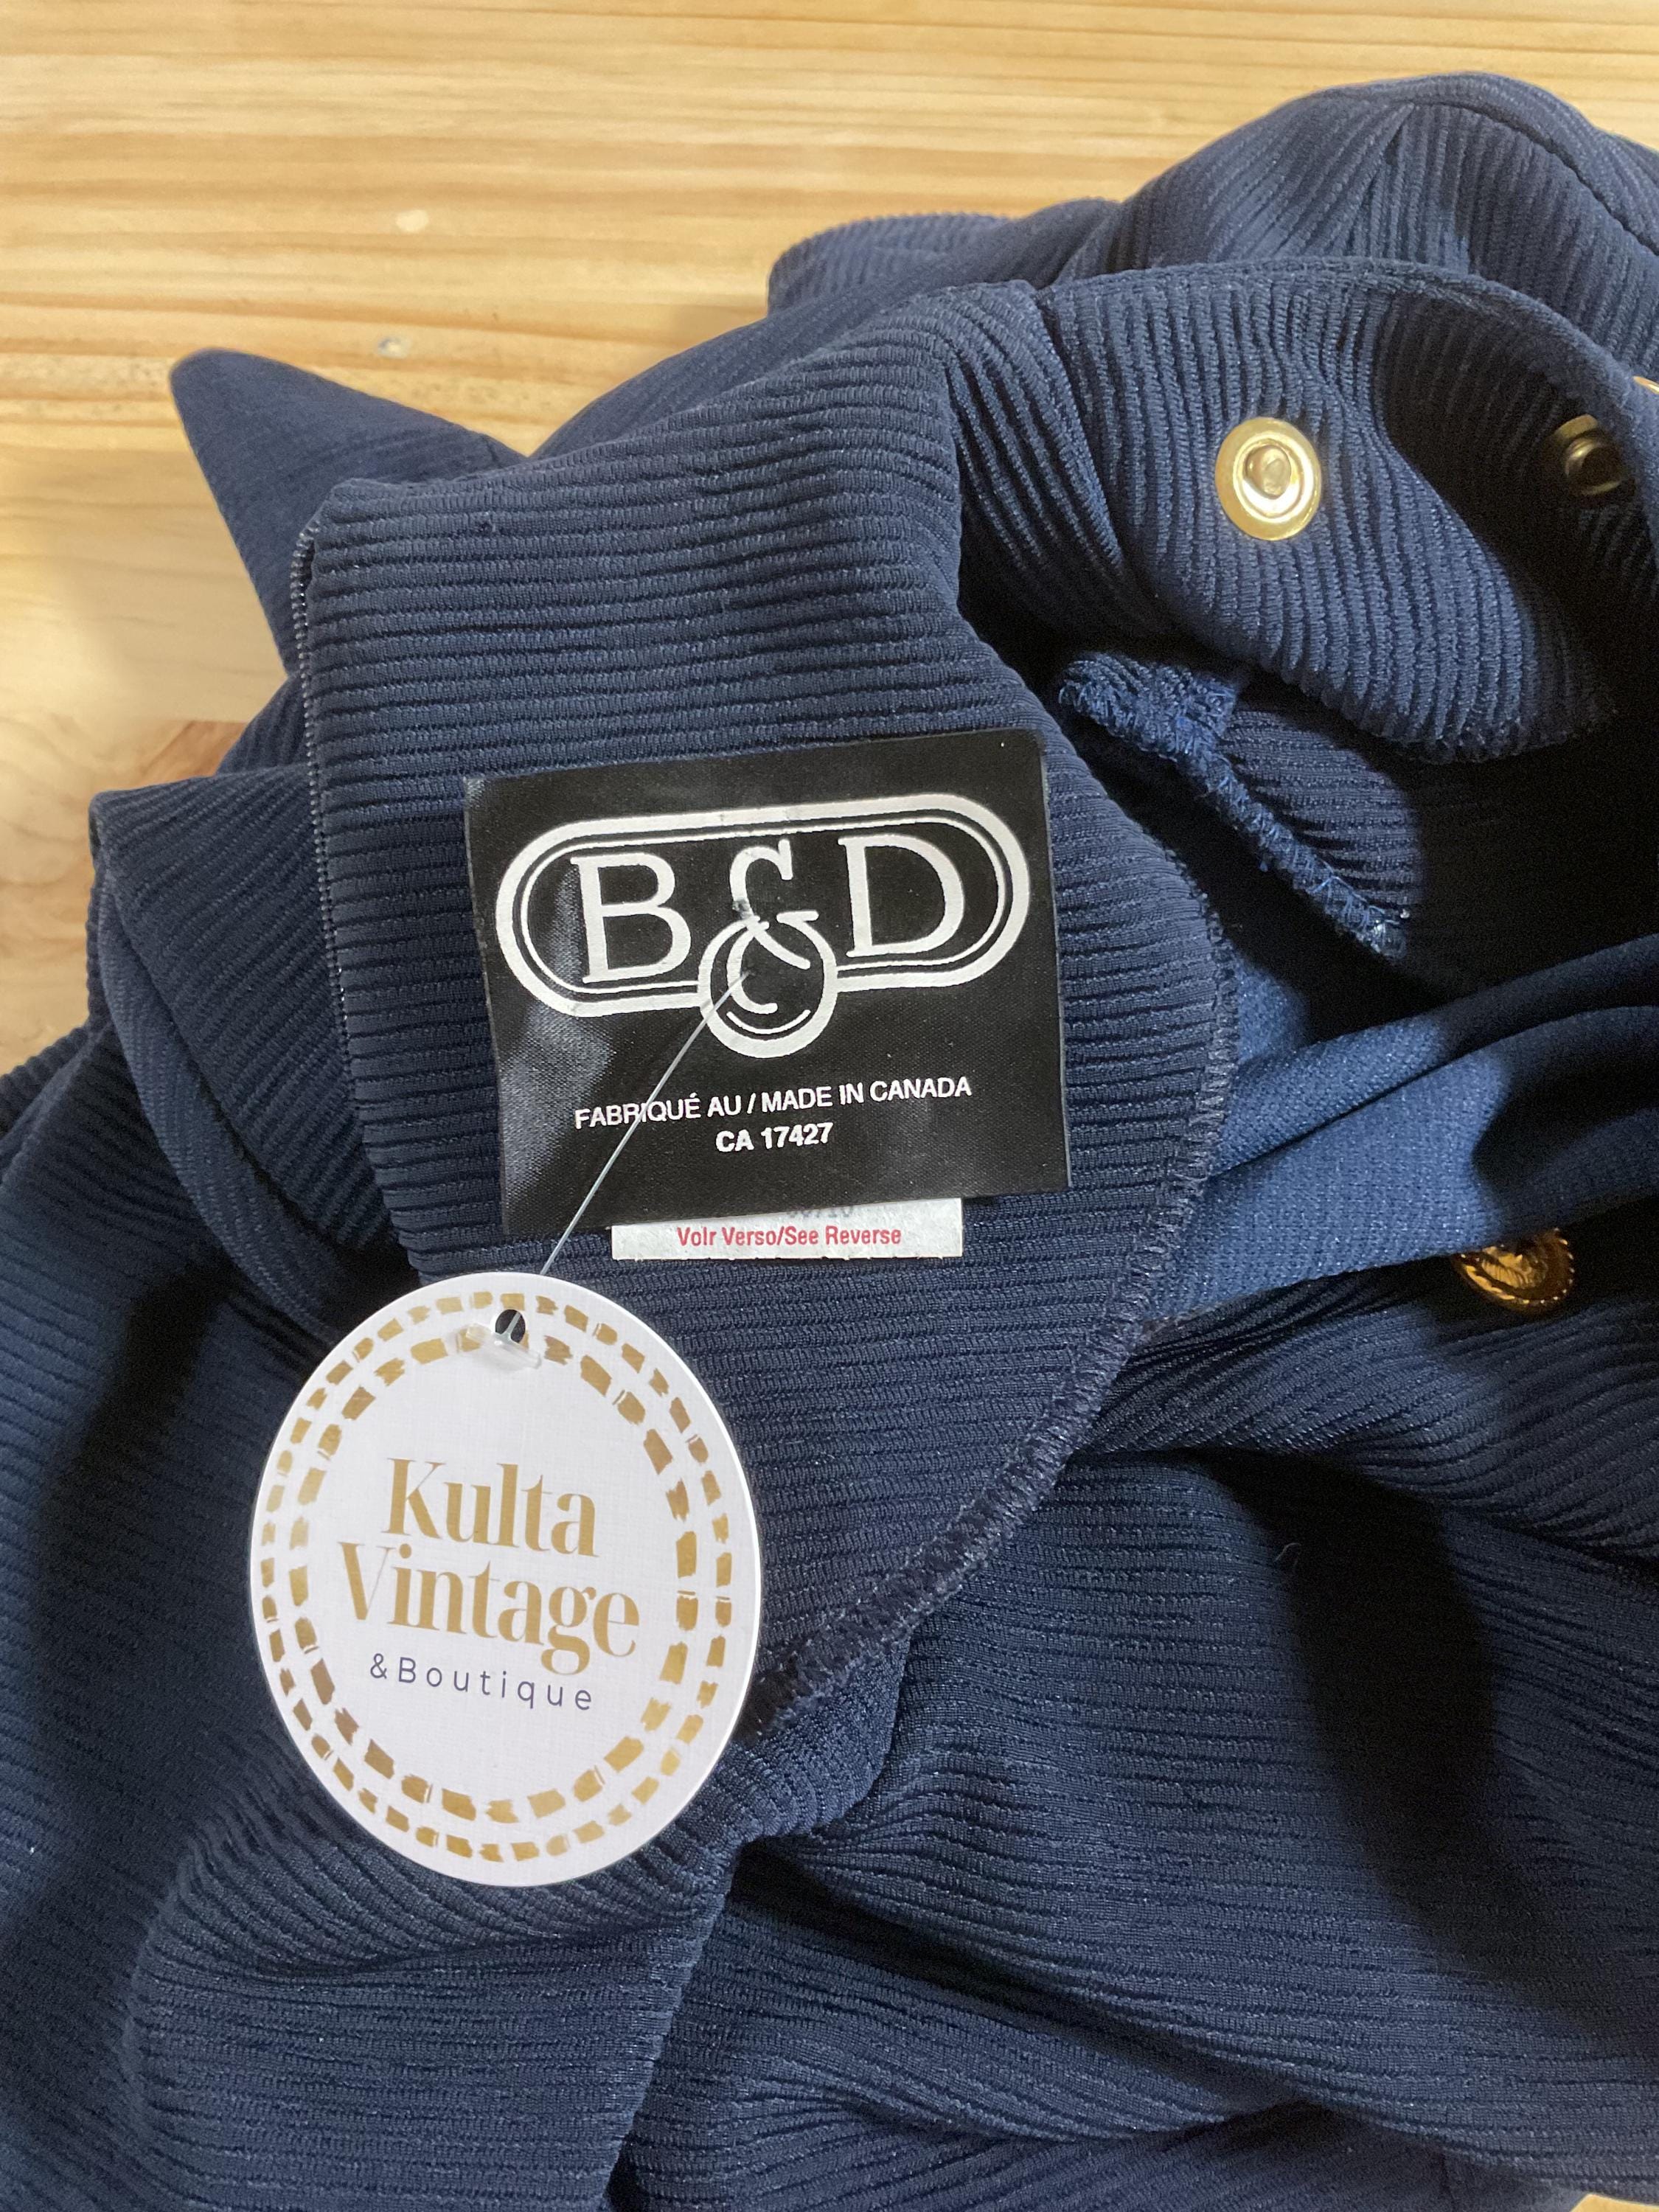 B&D
FABRIQUÉ AU / MADE IN CANADA
CA 17427
Voir Verso/See Reverse
Kulta
Vintage
&Boutique